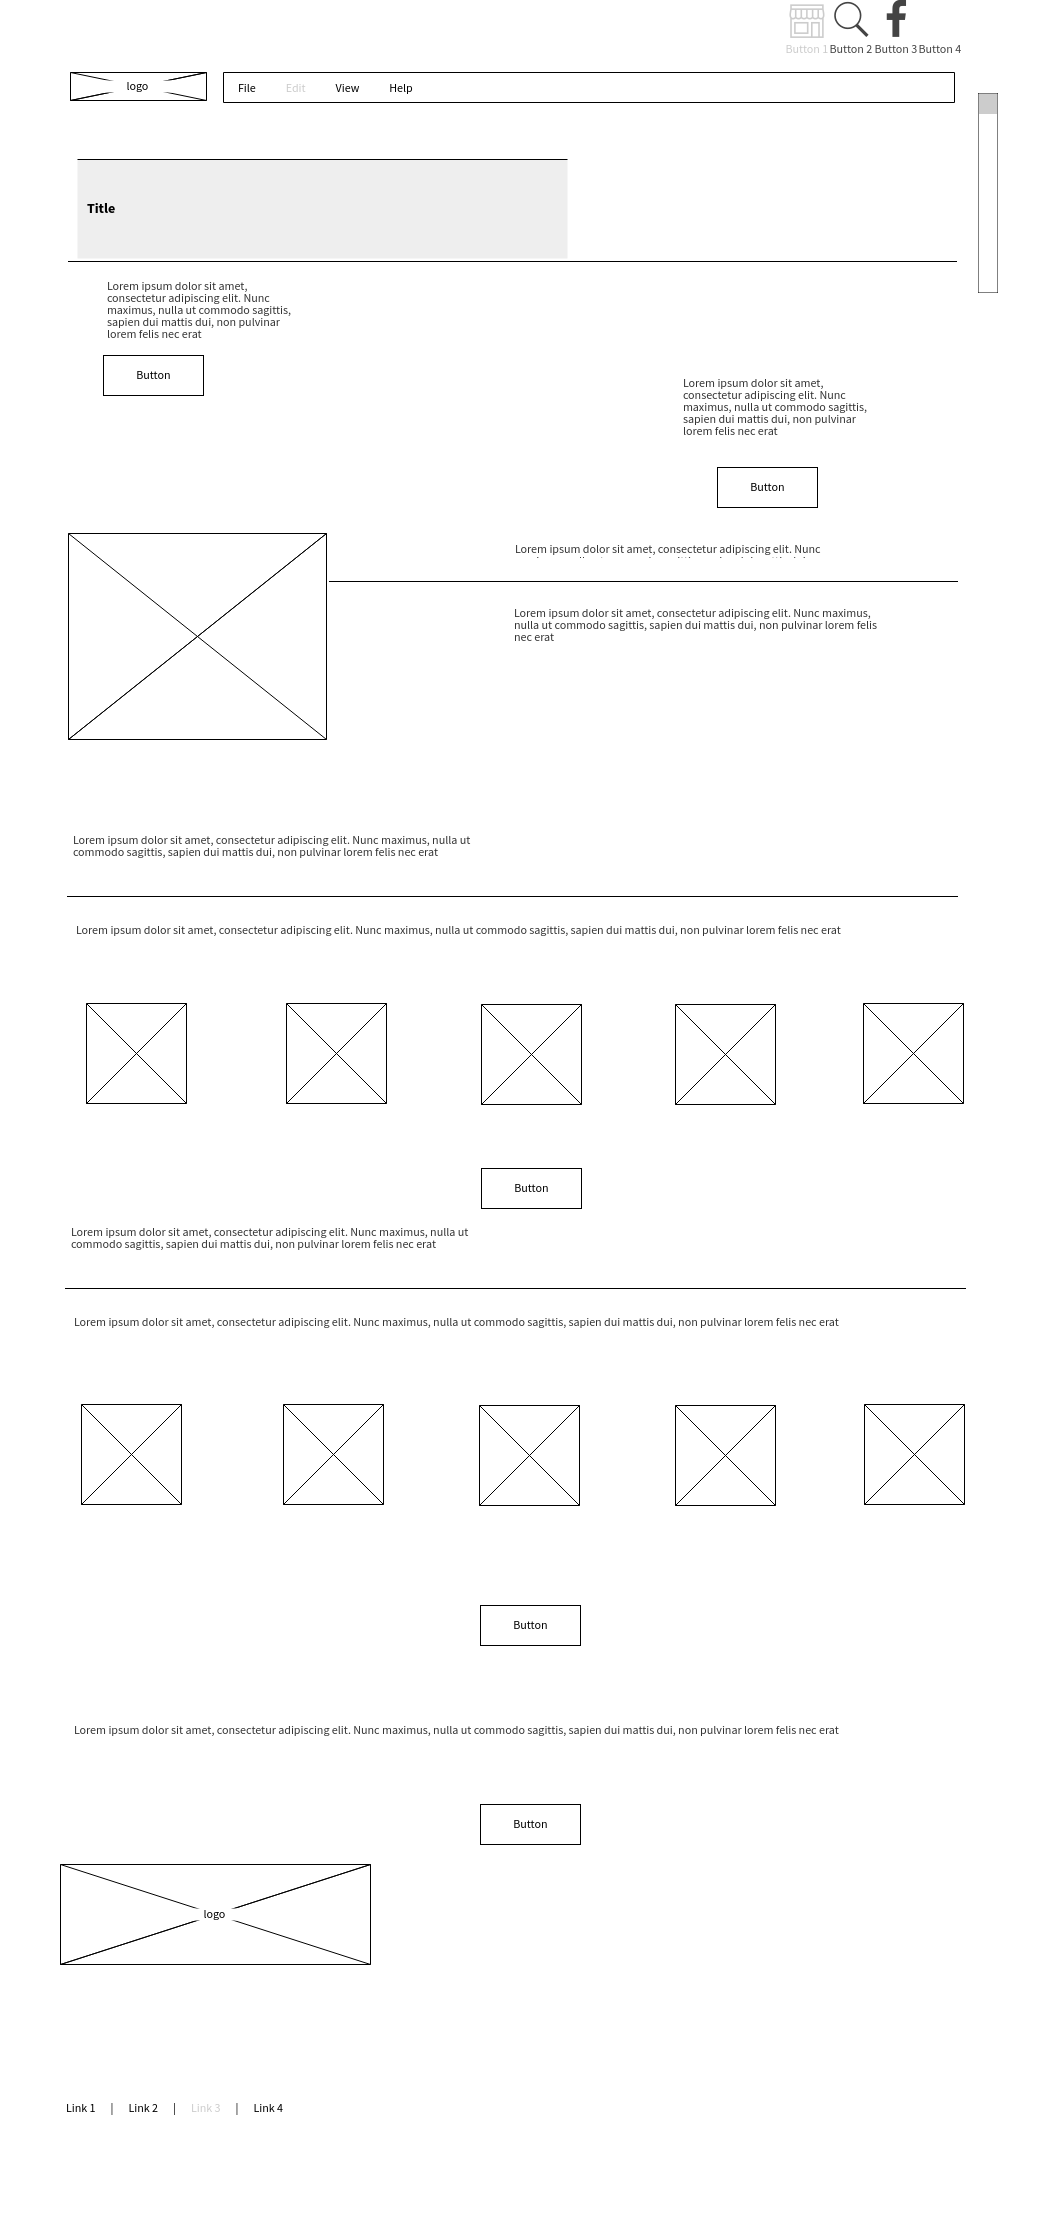 Button 1 Button 2 Button 3 Button 4
logo
File Edit View Help
Title
Lorem ipsum dolor sit amet,
consectetur adipiscing elit. Nunc
maximus, nulla ut commodo sagittis,
sapien dui mattis dui, non pulvinar
lorem felis nec erat
Button
Lorem ipsum dolor sit amet,
consectetur adipiscing elit. Nunc
maximus, nulla ut commodo sagittis,
sapien dui mattis dui, non pulvinar
lorem felis nec erat
Button
Lorem ipsum dolor sit amet, consectetur adipiscing elit. Nunc
Lorem ipsum dolor sit amet, consectetur adipiscing elit. Nunc maximus,
nulla ut commodo sagittis, sapien dui mattis dui, non pulvinar lorem felis
nec erat
Lorem ipsum dolor sit amet, consectetur adipiscing elit. Nunc maximus, nulla ut
commodo sagittis, sapien dui mattis dui, non pulvinar lorem felis nec erat
Lorem ipsum dolor sit amet, consectetur adipiscing elit. Nunc maximus, nulla ut commodo sagittis, sapien dui mattis dui, non pulvinar lorem felis nec erat
Button
Lorem ipsum dolor sit amet, consectetur adipiscing elit. Nunc maximus, nulla ut
commodo sagittis, sapien dui mattis dui, non pulvinar lorem felis nec erat
Lorem ipsum dolor sit amet, consectetur adipiscing elit. Nunc maximus, nulla ut commodo sagittis, sapien dui mattis dui, non pulvinar lorem felis nec erat
Button
Lorem ipsum dolor sit amet, consectetur adipiscing elit. Nunc maximus, nulla ut commodo sagittis, sapien dui mattis dui, non pulvinar lorem felis nec erat
Button
logo
Link 1 | Link 2 | Link 3 | Link 4